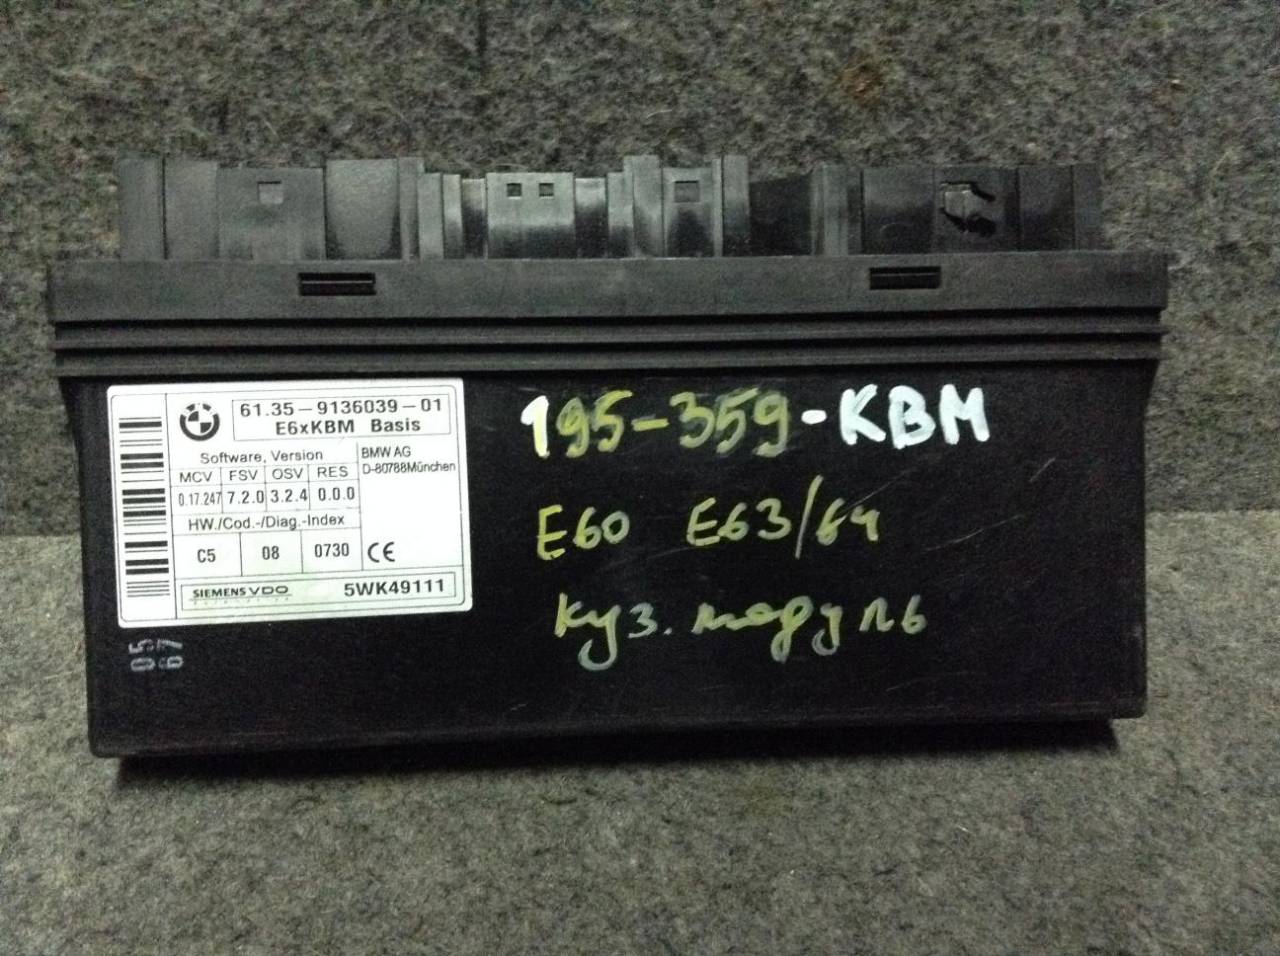 61.35-9136039-01
E6xKBM Basis
Software, Version
MCV FSV OSV RES
0.17.247 7.2.0 3.2.4 0.0.0
HW./Cod.-/Diag.-Index
C5 08 0730
BMW AG
D-80788München
CE
SIEMENS VDO
5WK49111
05
67
195-359-KBM
E60 E63/64
Куз. модуль